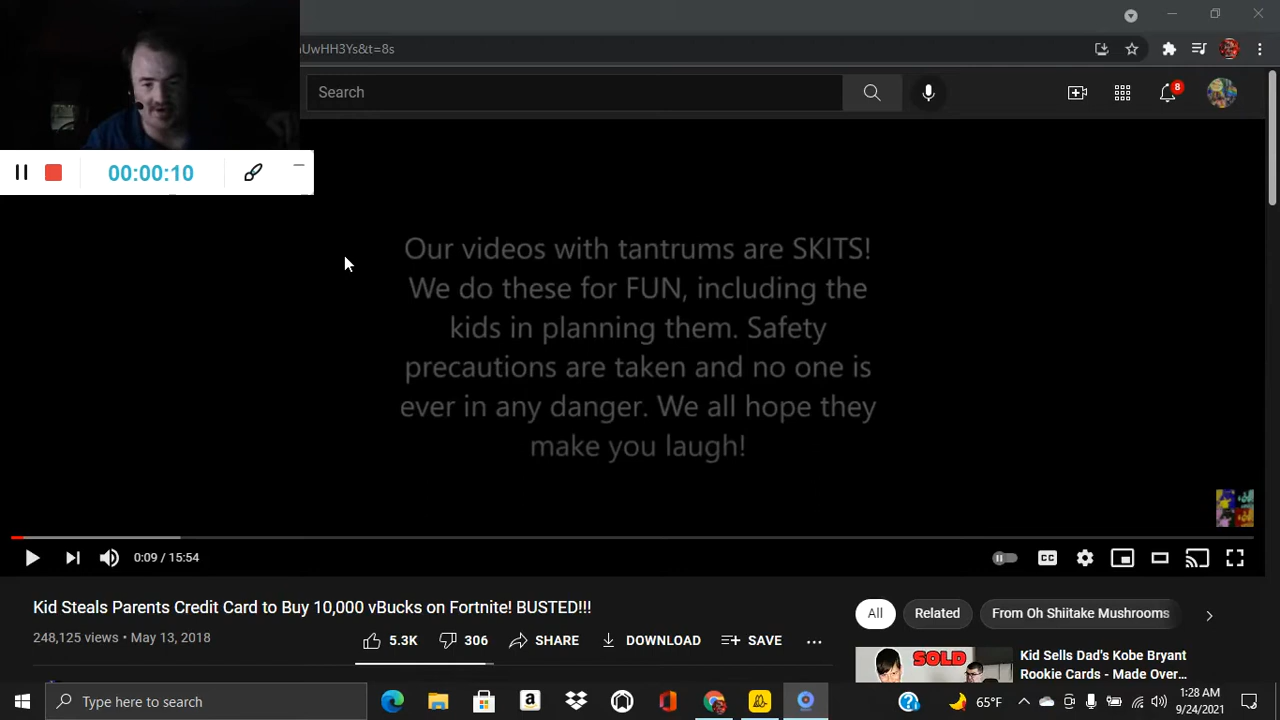 UwHH3Ys&t=8s
Search
8
00:00:10
Our videos with tantrums are SKITS!
We do these for FUN, including the
kids in planning them. Safety
precautions are taken and no one is
ever in any danger. We all hope they
make you laugh!
0:09 / 15:54
CC
Kid Steals Parents Credit Card to Buy 10,000 vBucks on Fortnite! BUSTED!!!
All
Related
From Oh Shiitake Mushrooms
248,125 views • May 13, 2018
5.3K
306
SHARE
DOWNLOAD
SAVE
SOLD
Kid Sells Dad's Kobe Bryant
Rookie Cards - Made Over...
Type here to search
65°F
1:28 AM
9/24/2021